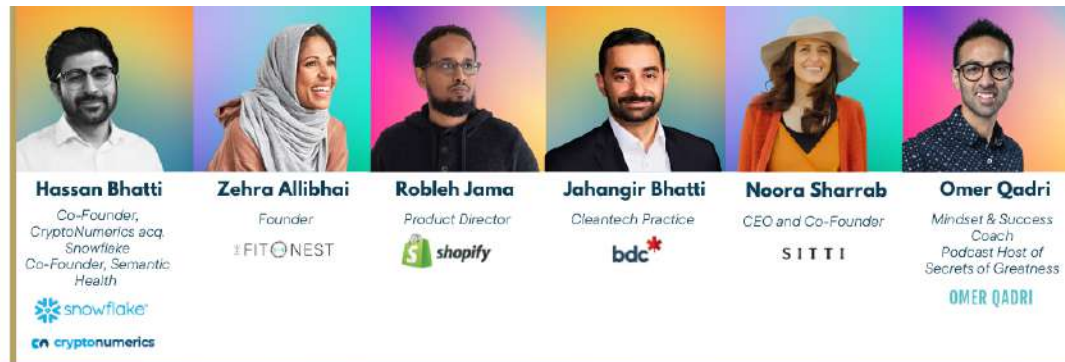 Hassan Bhatti
Co-Founder,
CryptoNumerics acq.
Snowflake
Co-Founder, Semantic
Health
snowflake
cryptonumerics
Zehra Allibhai
Founder
FIT NEST
Robleh Jama
Product Director
shopify
Jahangir Bhatti
Cleantech Practice
bdc
Noora Sharrab
CEO and Co-Founder
SITTI
Omer Qadri
Mindset & Success
Coach
Podcast Host of
Secrets of Greatness
OMER QADRI